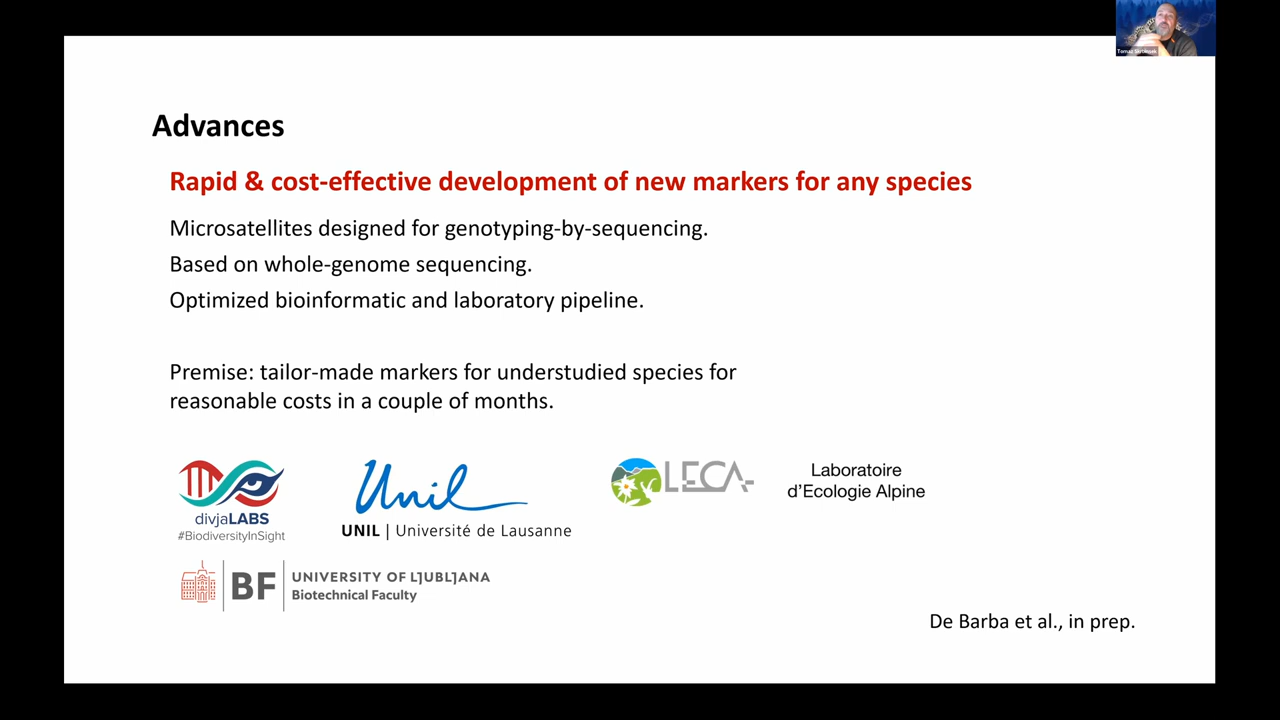 Advances
Rapid & cost-effective development of new markers for any species
Microsatellites designed for genotyping-by-sequencing.
Based on whole-genome sequencing.
Optimized bioinformatic and laboratory pipeline.
Premise: tailor-made markers for understudied species for
reasonable costs in a couple of months.
divjaLABS
#BiodiversityInSight
Unil
UNIL | Université de Lausanne
LECA
Laboratoire
d'Ecologie Alpine
BF
UNIVERSITY OF LJUBLJANA
Biotechnical Faculty
De Barba et al., in prep.